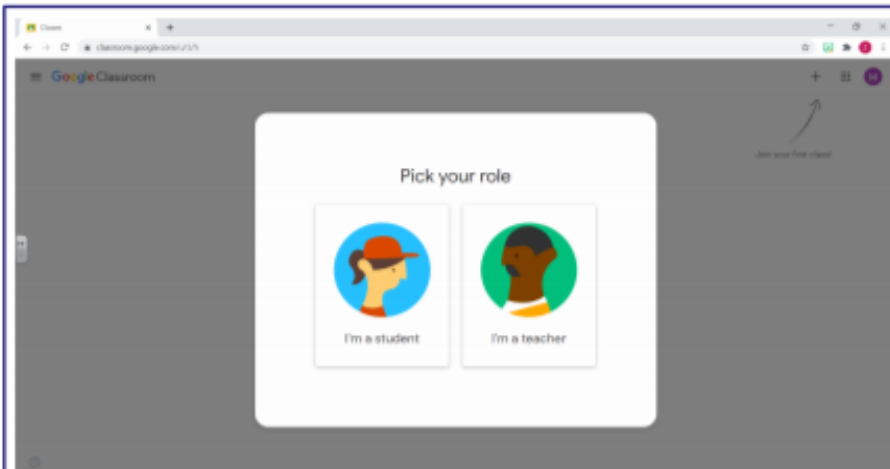 Classes
classroom.google.com/u/1/h
Google Classroom
M
Join your first class!
Pick your role
I'm a student
I'm a teacher